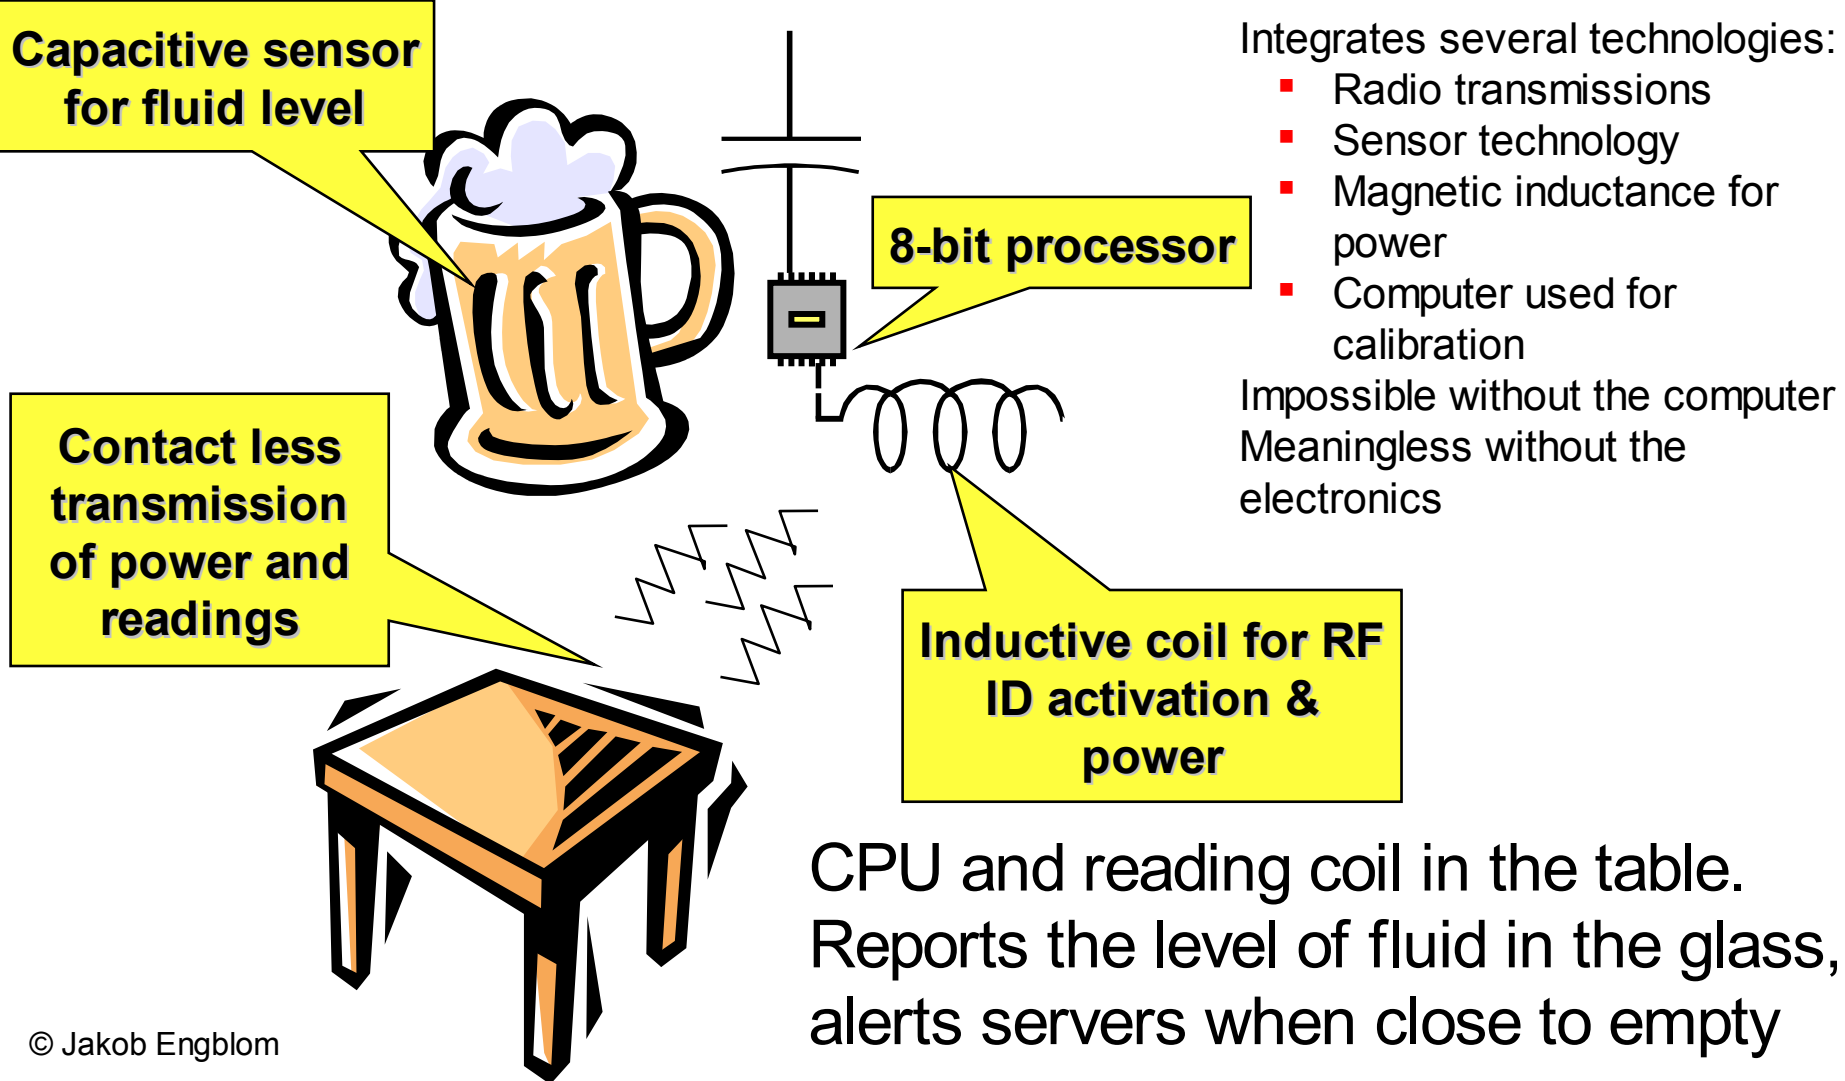 Capacitive sensor
for fluid level
Integrates several technologies:
Radio transmissions
Sensor technology
Magnetic inductance for
power
Computer used for
calibration
Impossible without the computer
Meaningless without the
electronics
8-bit processor
Contact less
transmission
of power and
readings
Inductive coil for RF
ID activation &
power
CPU and reading coil in the table.
Reports the level of fluid in the glass,
alerts servers when close to empty
© Jakob Engblom